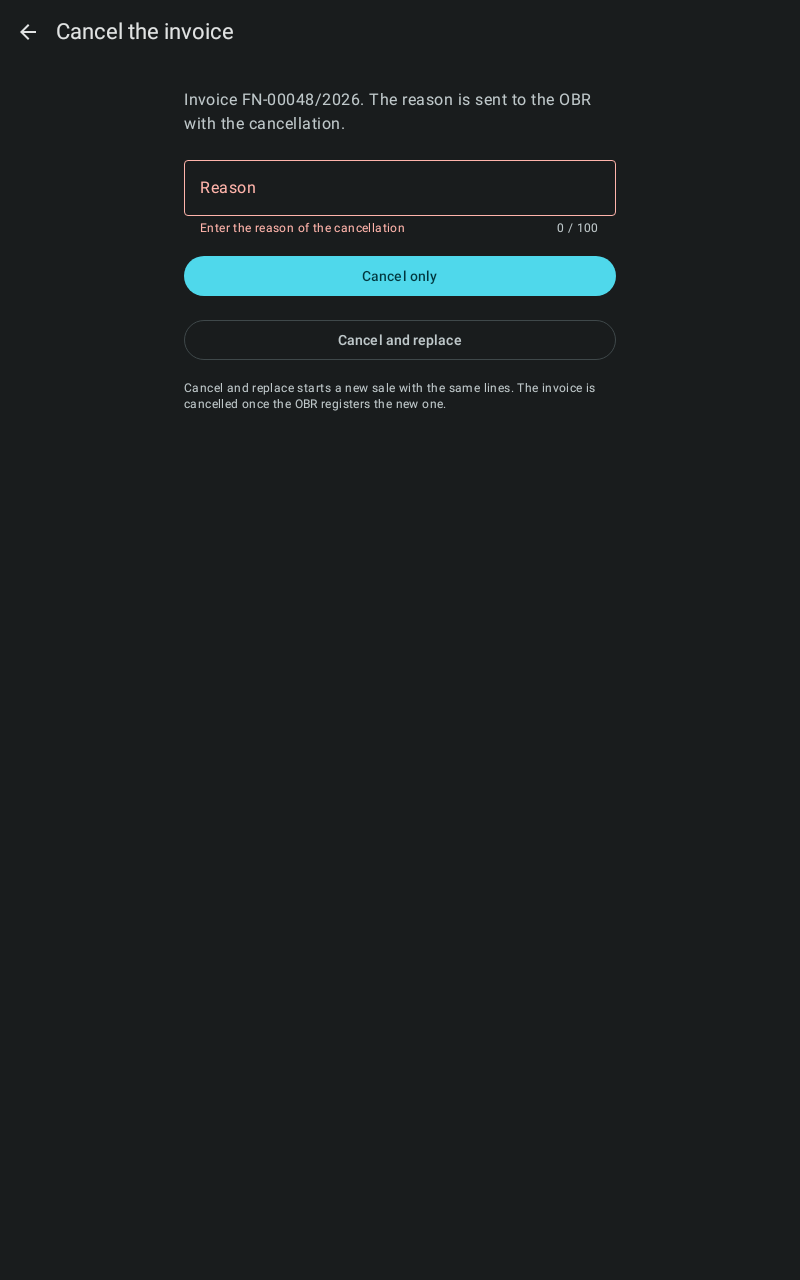 Cancel the invoice
Invoice FN-00048/2026. The reason is sent to the OBR
with the cancellation.
Reason
Enter the reason of the cancellation 0 / 100
Cancel only
Cancel and replace
Cancel and replace starts a new sale with the same lines. The invoice is
cancelled once the OBR registers the new one.